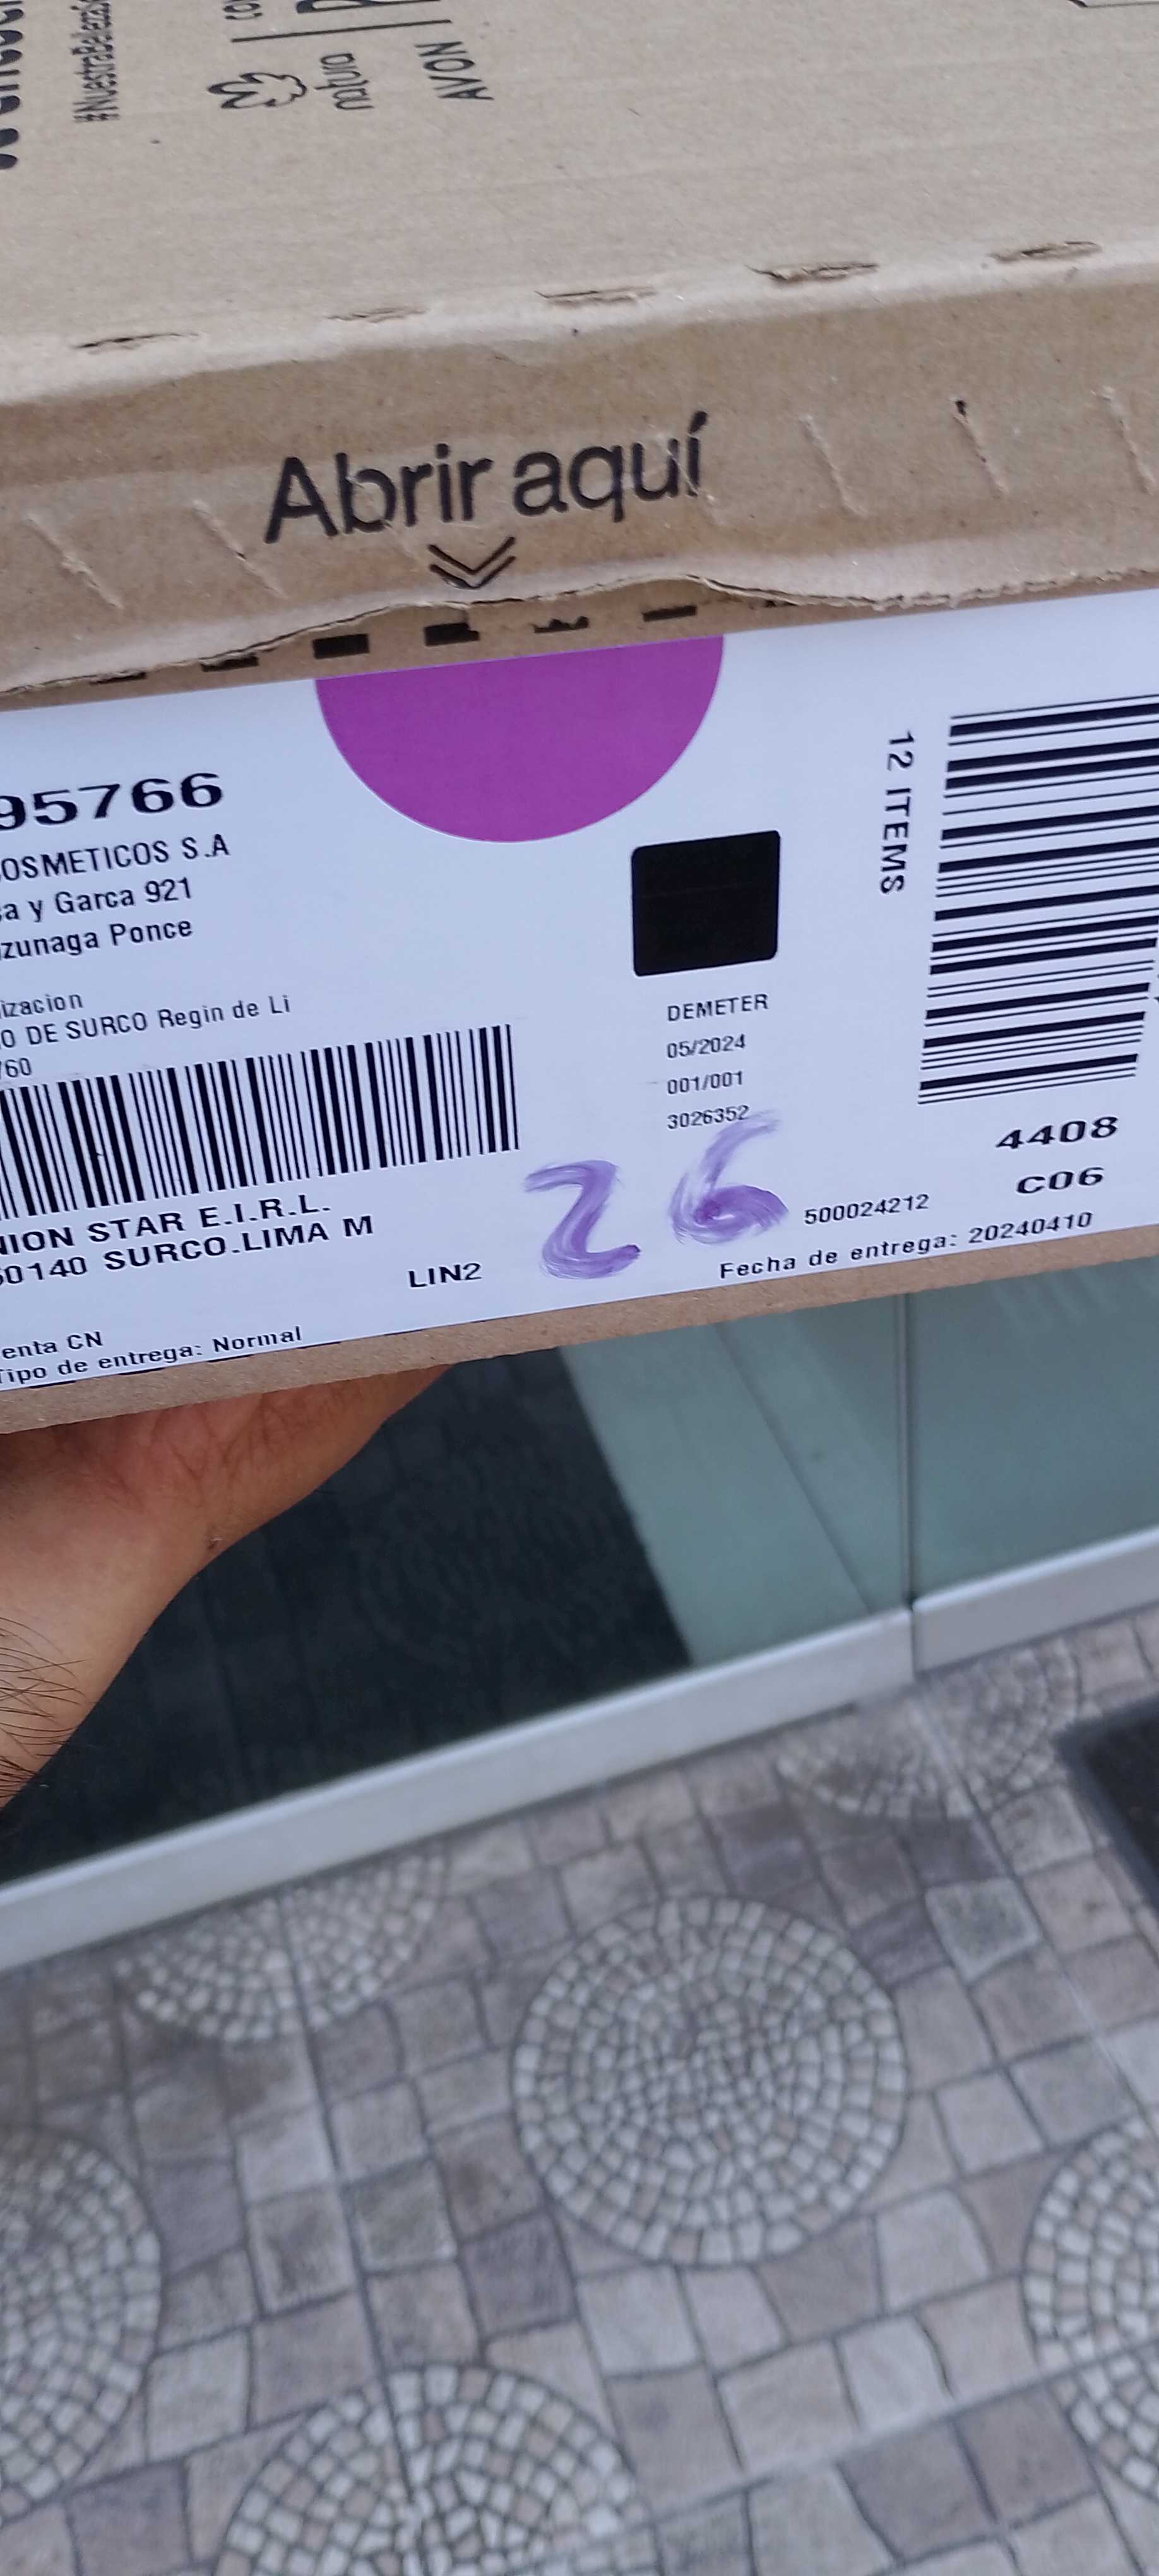 #NuestraBelleza
natura
AVON
Abrir aquí
95766
OSMETICOS S.A
sa y Garca 921
zunaga Ponce
izacion
O DE SURCO Regin de Li
760
NION STAR E.I.R.L.
50140 SURCO.LIMA M
LIN2
enta CN
Tipo de entrega: Normal
DEMETER
05/2024
001/001
3026352
26
500024212
Fecha de entrega: 20240410
12 ITEMS
4408
C06